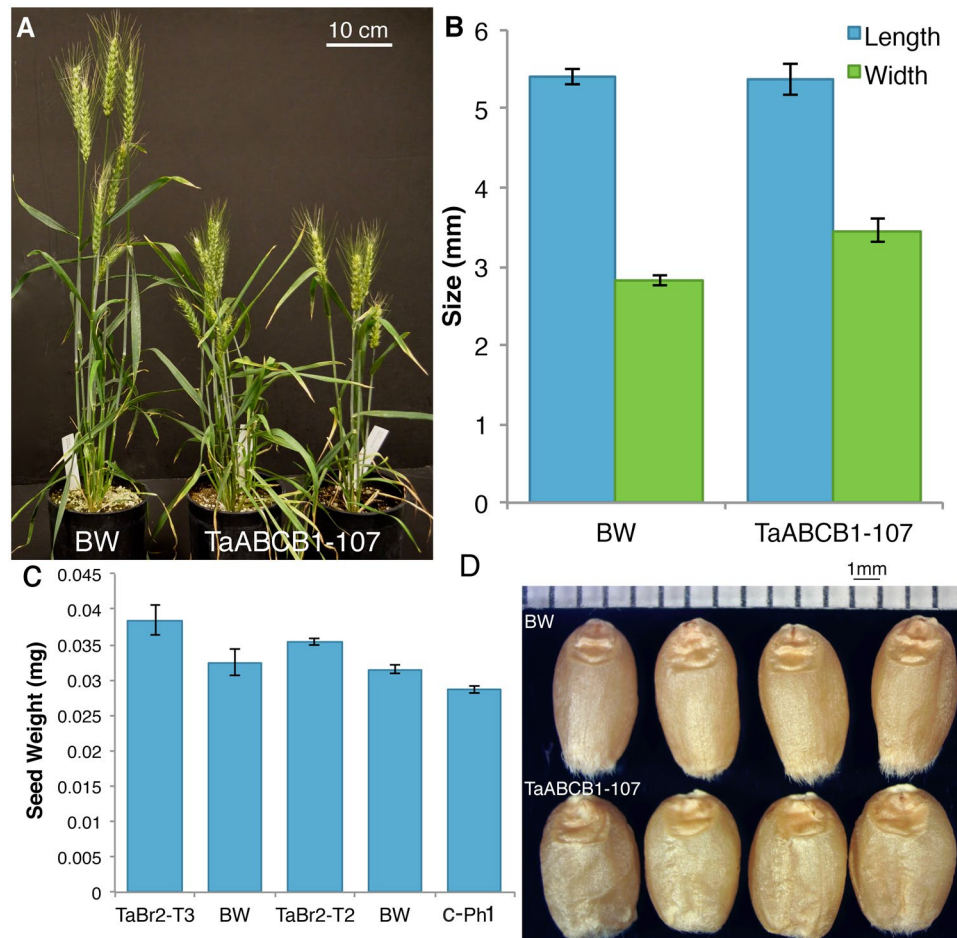 A
10 cm
BW
TaABCB1-107
B
Length
Width
6
5
4
3
2
1
0
Size (mm)
BW
TaABCB1-107
C
0.045
0.04
0.035
0.03
0.025
0.02
0.015
0.01
0.005
0
Seed Weight (mg)
TaBr2-T3
BW
TaBr2-T2
BW
C-Ph1
D
1mm
BW
TaABCB1-107